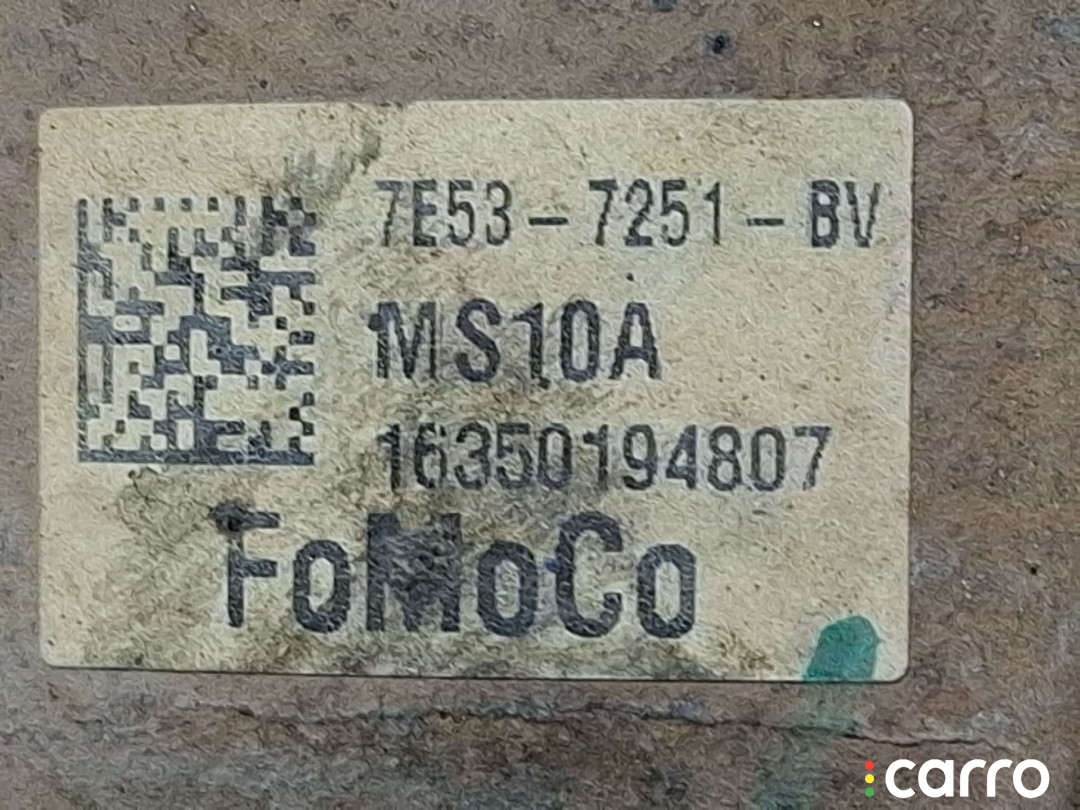 7E53-7251-BV
MS10A
16350194807
FoMoCo
carro